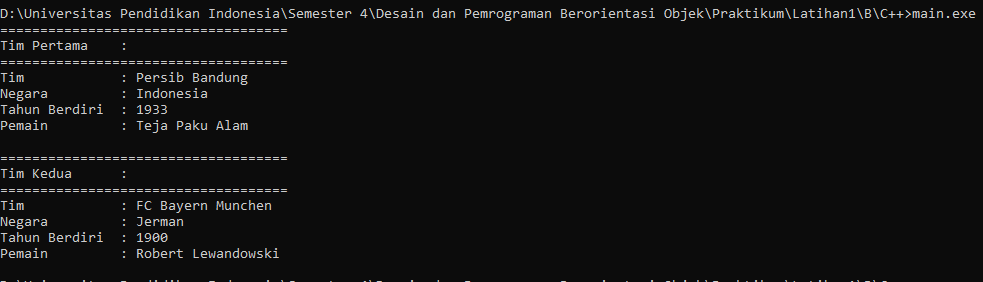 D:\Universitas Pendidikan Indonesia\Semester 4\Desain dan Pemrograman Berorientasi Objek\Praktikum\Latihan1\B\C++>main.exe
====================================
Tim Pertama    :
====================================
Tim            : Persib Bandung
Negara         : Indonesia
Tahun Berdiri  : 1933
Pemain         : Teja Paku Alam
====================================
Tim Kedua      :
====================================
Tim            : FC Bayern Munchen
Negara         : Jerman
Tahun Berdiri  : 1900
Pemain         : Robert Lewandowski